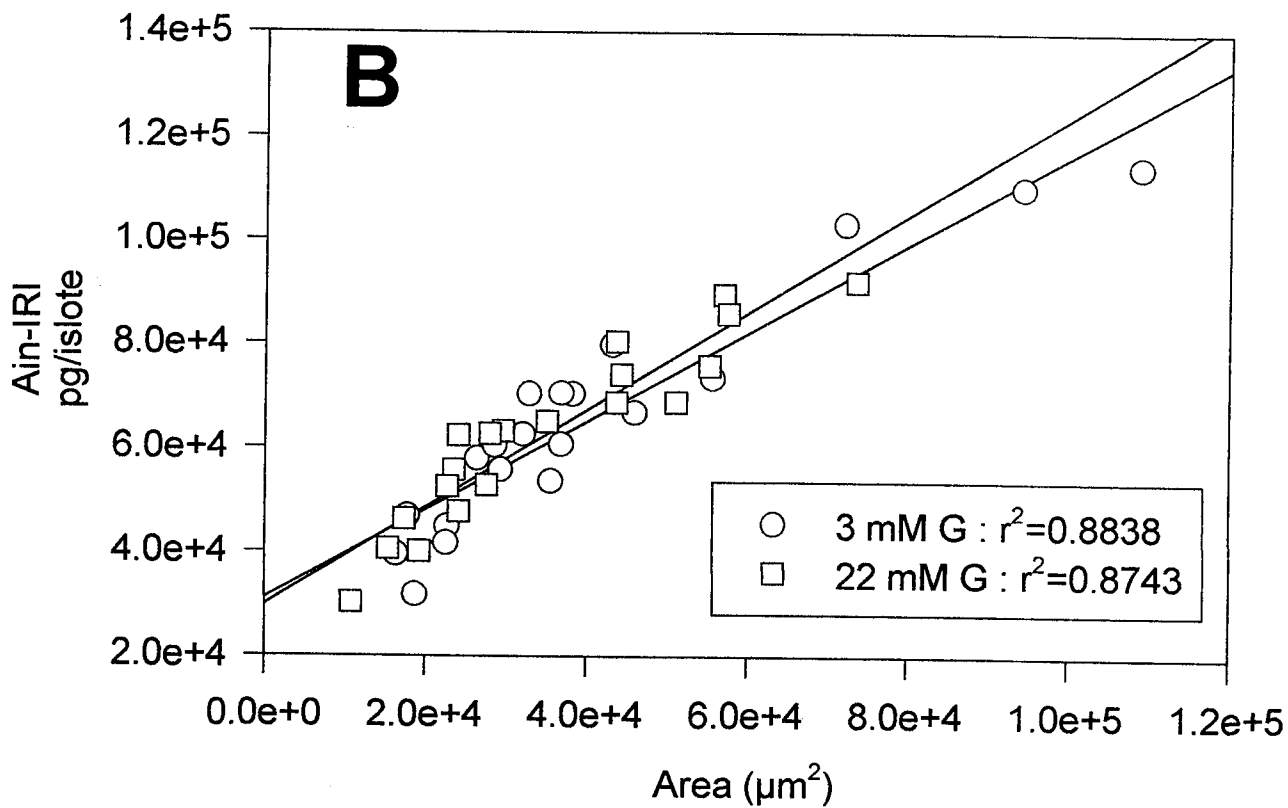 B
1.4e+5
1.2e+5
1.0e+5
8.0e+4
6.0e+4
4.0e+4
2.0e+4
Ain-IRI
pg/islote
3 mM G : r²=0.8838
22 mM G : r²=0.8743
0.0e+0 2.0e+4 4.0e+4 6.0e+4 8.0e+4 1.0e+5 1.2e+5
Area (µm²)